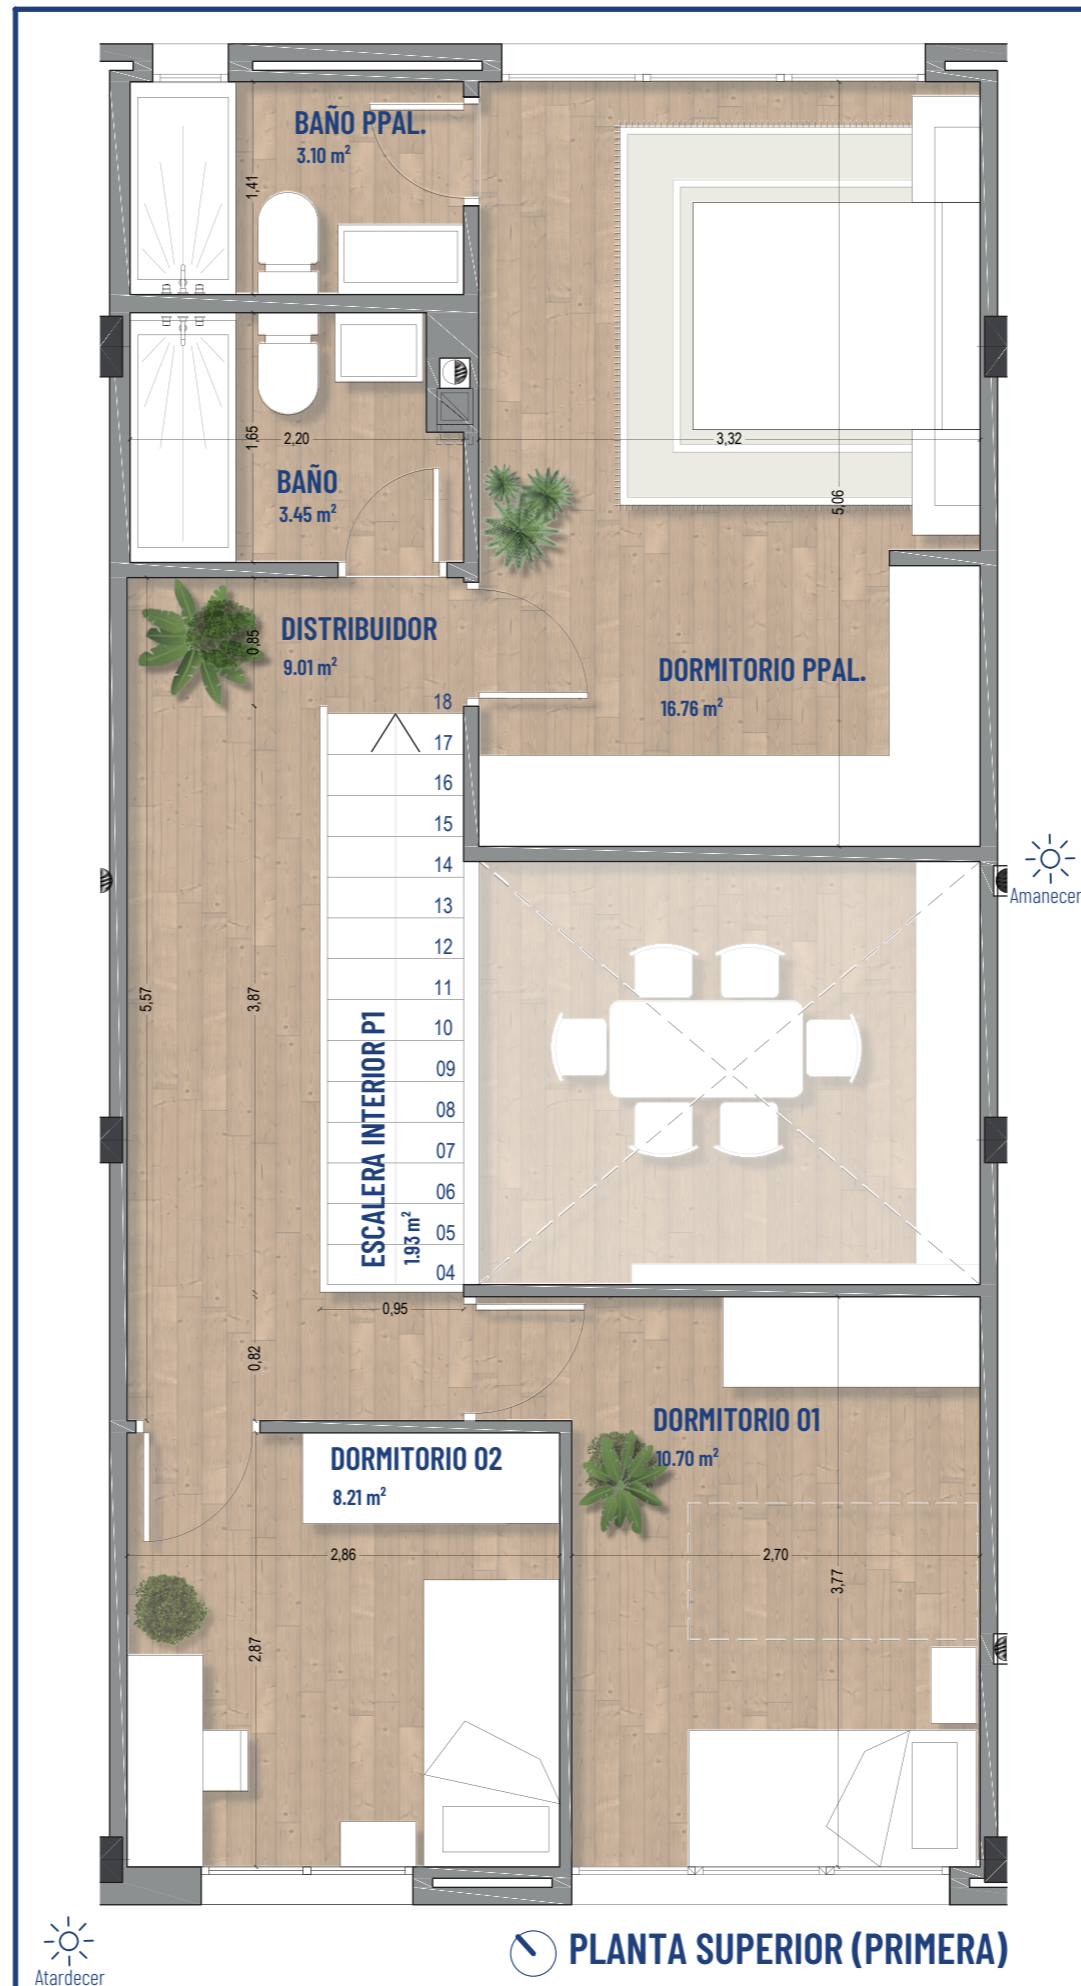 BAÑO PPAL.
3.10 m²
1,41
2,20
1,65
BAÑO
3.45 m²
3,32
5,06
DISTRIBUIDOR
9.01 m²
0,85
DORMITORIO PPAL.
16.76 m²
18
17
16
15
14
13
12
11
10
09
08
07
06
05
04
ESCALERA INTERIOR P1
1.93 m²
5,57
3,87
Amanecer
0,95
0,82
DORMITORIO 01
10.70 m²
DORMITORIO 02
8.21 m²
2,86
2,70
3,77
2,87
PLANTA SUPERIOR (PRIMERA)
Atardecer